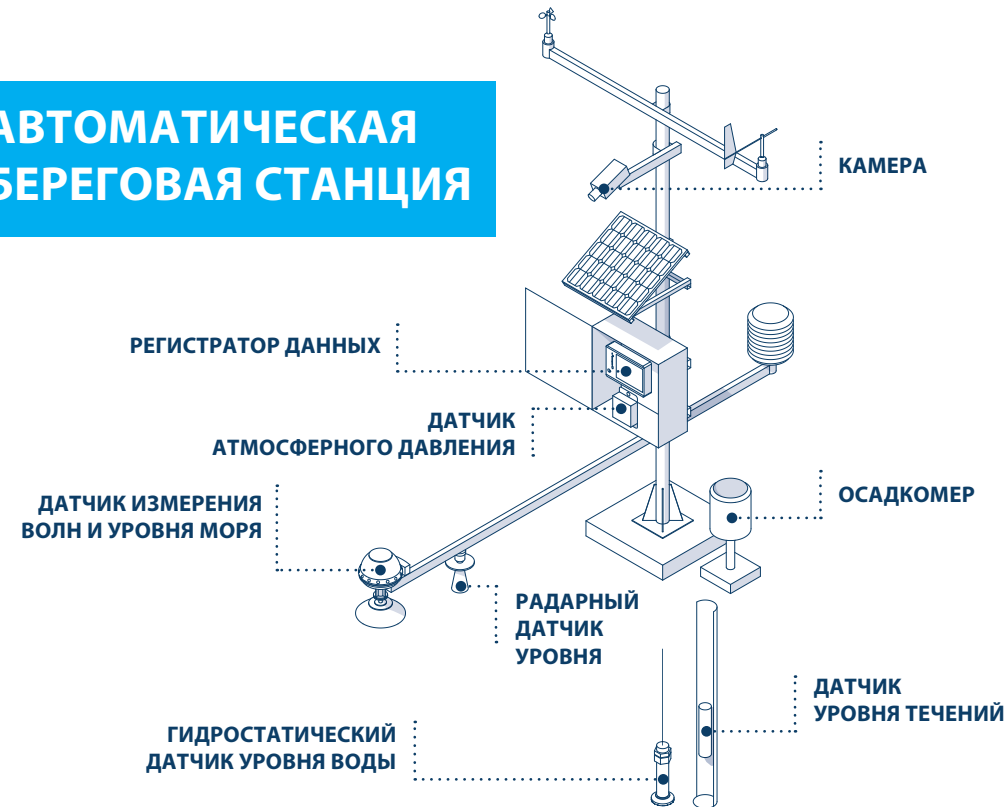 АВТОМАТИЧЕСКАЯ
БЕРЕГОВАЯ СТАНЦИЯ
КАМЕРА
РЕГИСТРАТОР ДАННЫХ
ДАТЧИК
АТМОСФЕРНОГО ДАВЛЕНИЯ
ДАТЧИК ИЗМЕРЕНИЯ
ВОЛН И УРОВНЯ МОРЯ
ОСАДКОМЕР
РАДАРНЫЙ
ДАТЧИК
УРОВНЯ
ДАТЧИК
УРОВНЯ ТЕЧЕНИЙ
ГИДРОСТАТИЧЕСКИЙ
ДАТЧИК УРОВНЯ ВОДЫ